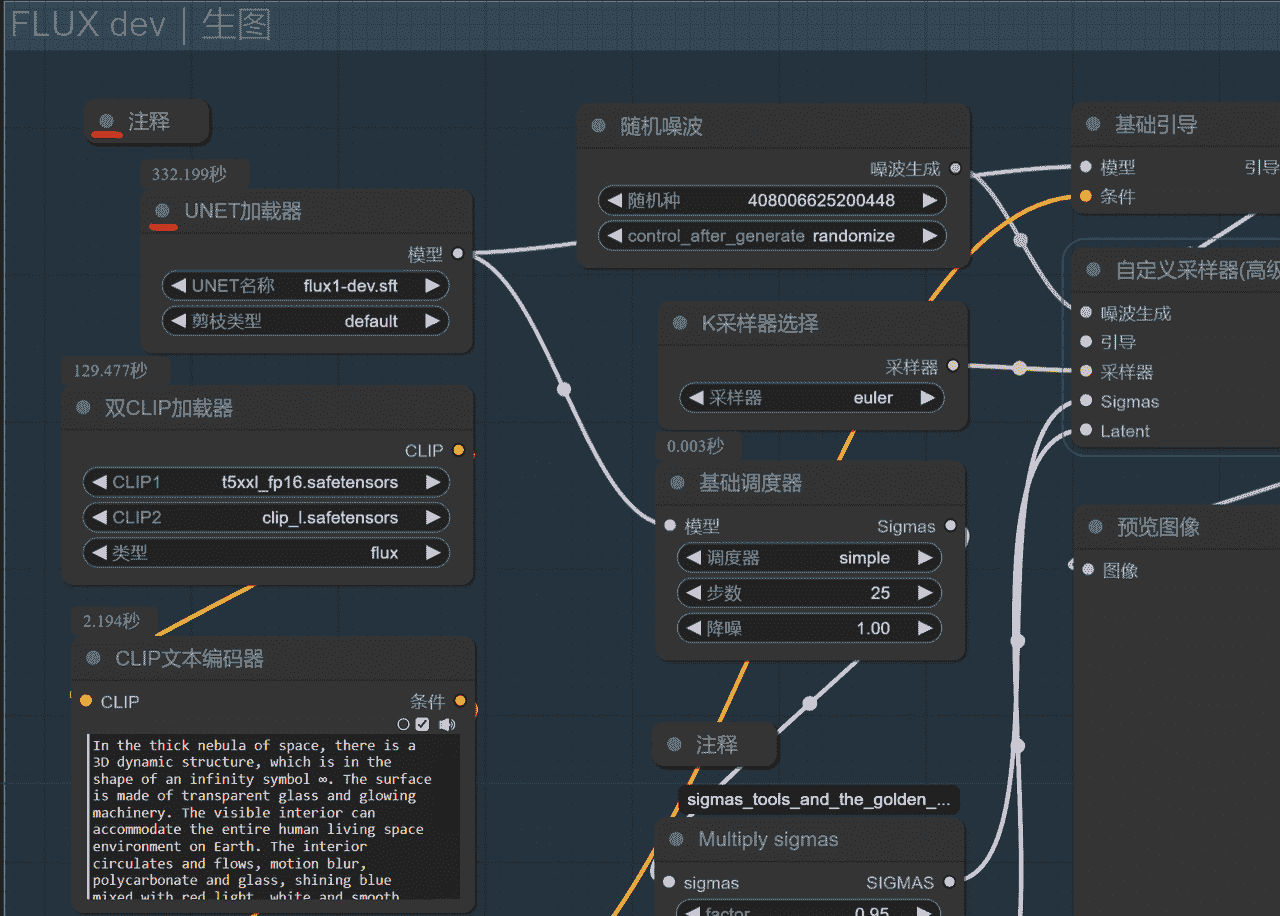 FLUX dev | 生图
注释
332.199秒
UNET加载器
模型
UNET名称 flux1-dev.sft
剪枝类型 default
129.477秒
双CLIP加载器
CLIP
CLIP1 t5xxl_fp16.safetensors
CLIP2 clip_l.safetensors
类型 flux
2.194秒
CLIP文本编码器
CLIP 条件
In the thick nebula of space, there is a
3D dynamic structure, which is in the
shape of an infinity symbol ∞. The surface
is made of transparent glass and glowing
machinery. The visible interior can
accommodate the entire human living space
environment on Earth. The interior
circulates and flows, motion blur,
polycarbonate and glass, shining blue
mixed with red light, white and smooth
随机噪波
噪波生成
随机种 408006625200448
control_after_generate randomize
K采样器选择
采样器
采样器 euler
0.003秒
基础调度器
模型 Sigmas
调度器 simple
步数 25
降噪 1.00
注释
sigmas_tools_and_the_golden_...
Multiply sigmas
sigmas SIGMAS
factor 0.95
基础引导
模型 引导
条件
自定义采样器(高级
噪波生成
引导
采样器
Sigmas
Latent
预览图像
图像